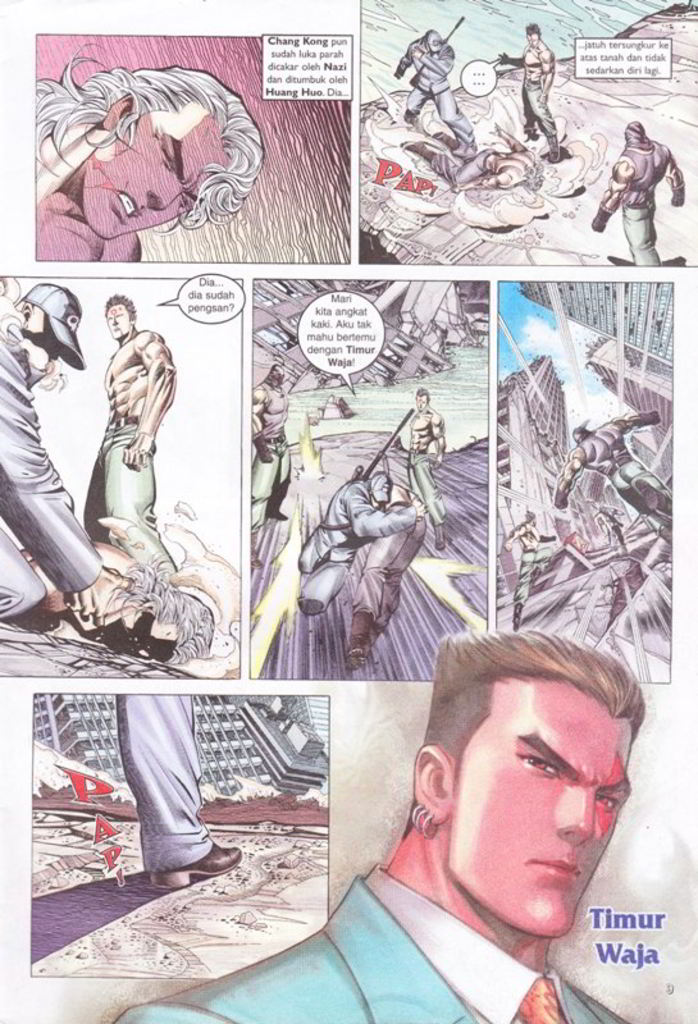 Chang Kong pun
sudah luka parah
dicakar oleh Nazi
dan ditumbuk oleh
Huang Huo. Dia...
...
...
...jatuh tersungkur ke
atas tanah dan tidak
sedarkan diri lagi.
PAP!
Dia...
dia sudah
pengsan?
Mari
kita angkat
kaki. Aku tak
mahu bertemu
dengan Timur
Waja!
PAP
PAP!
Timur
Waja
9